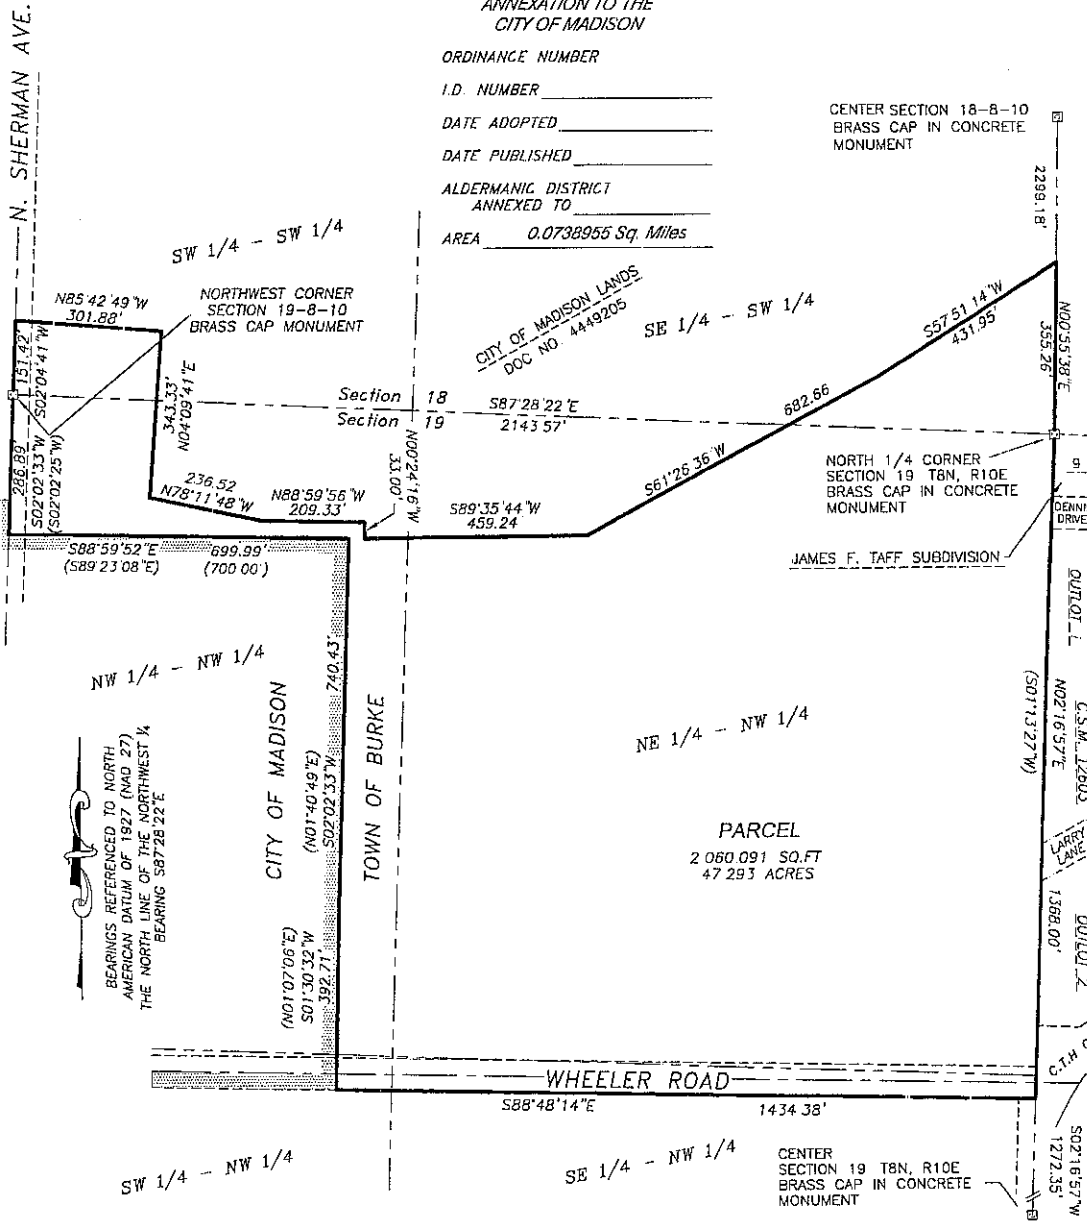 ANNEXATION TO THE
CITY OF MADISON
ORDINANCE NUMBER
I.D. NUMBER
DATE ADOPTED
DATE PUBLISHED
ALDERMANIC DISTRICT
ANNEXED TO
AREA 0.0738955 Sq. Miles
CENTER SECTION 18-8-10
BRASS CAP IN CONCRETE
MONUMENT
2299.18'
N. SHERMAN AVE.
SW 1/4 - SW 1/4
N85°42'49"W
301.88'
NORTHWEST CORNER
SECTION 19-8-10
BRASS CAP MONUMENT
CITY OF MADISON LANDS
DOC NO. 4449205
SE 1/4 - SW 1/4
S57°51'14"W
431.95'
N00°55'38"E
355.26'
151.42'
S02°04'41"W
343.33'
N04°09'41"E
Section 18
Section 19
S87°28'22"E
2143.57'
682.66
S61°26'36"W
286.89'
S02°02'33"W
(S02°02'25"W)
236.52
N78°11'48"W
N88°59'56"W
209.33'
N00°24'16"W
33.00'
S89°35'44"W
459.24
NORTH 1/4 CORNER
SECTION 19 T8N, R10E
BRASS CAP IN CONCRETE
MONUMENT
9
DENNI
DRIVE
JAMES F. TAFF SUBDIVISION
S88°59'52"E 699.99'
(S89°23'08"E) (700.00')
OUTLOT 1
C.S.M. 12603
N02°16'57"E
(S01°13'27"W)
1368.00'
LARRY
LANE
OUTLOT 2
NW 1/4 - NW 1/4
740.43'
(N01°40'49"E)
S02°02'33"W
CITY OF MADISON
TOWN OF BURKE
NE 1/4 - NW 1/4
PARCEL
2 060.091 SQ.FT
47 293 ACRES
BEARINGS REFERENCED TO NORTH
AMERICAN DATUM OF 1927 (NAD 27)
THE NORTH LINE OF THE NORTHWEST ¼
BEARING S87°28'22"E
(N01°07'06"E)
S01°30'32"W
392.71'
WHEELER ROAD
C.T.H.
S88°48'14"E 1434.38'
SW 1/4 - NW 1/4
SE 1/4 - NW 1/4
CENTER
SECTION 19 T8N, R10E
BRASS CAP IN CONCRETE
MONUMENT
S02°16'57"W
1272.35'